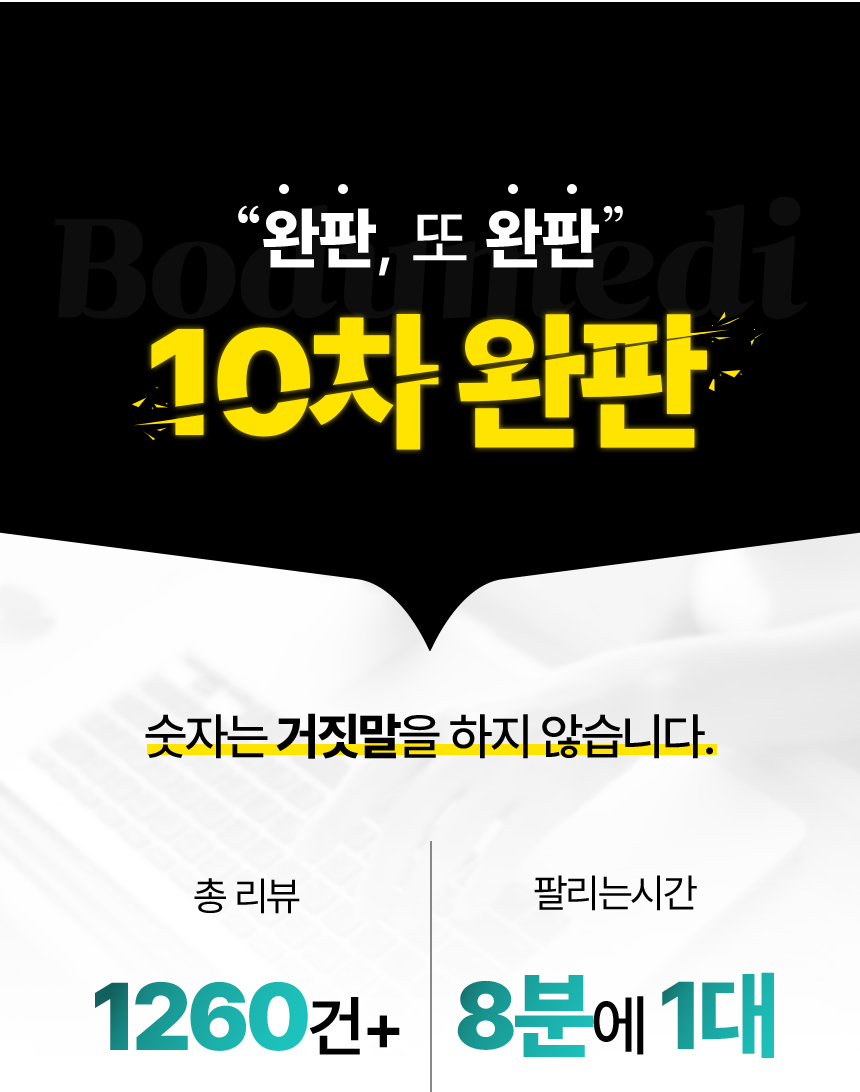 Bodymedi
“완판, 또 완판”
10차 완판
숫자는 거짓말을 하지 않습니다.
총 리뷰
1260건+
팔리는시간
8분에 1대